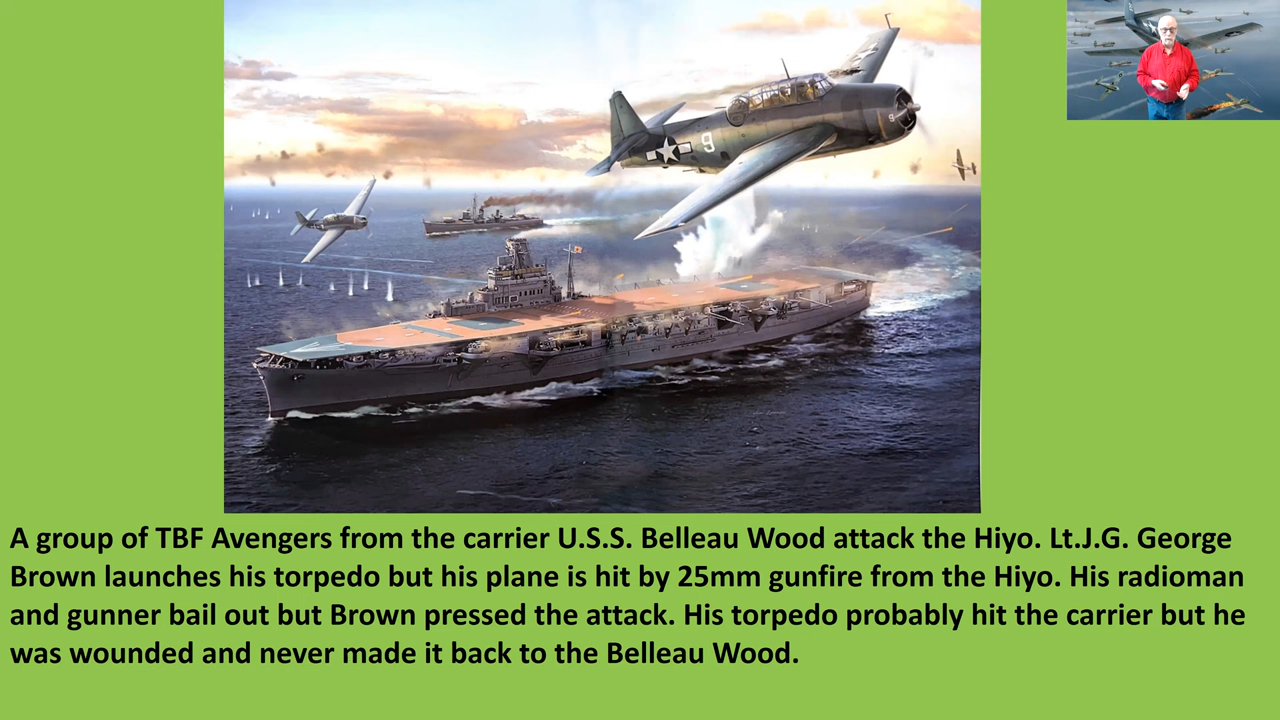 9
9
A group of TBF Avengers from the carrier U.S.S. Belleau Wood attack the Hiyo. Lt.J.G. George
Brown launches his torpedo but his plane is hit by 25mm gunfire from the Hiyo. His radioman
and gunner bail out but Brown pressed the attack. His torpedo probably hit the carrier but he
was wounded and never made it back to the Belleau Wood.